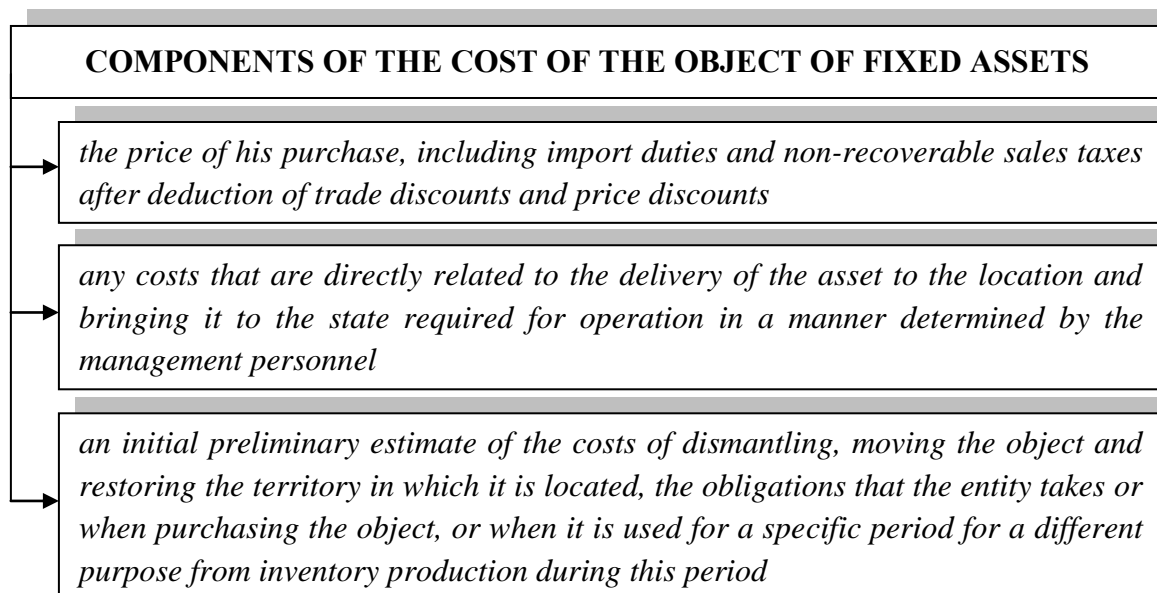 COMPONENTS OF THE COST OF THE OBJECT OF FIXED ASSETS
the price of his purchase, including import duties and non-recoverable sales taxes
after deduction of trade discounts and price discounts
any costs that are directly related to the delivery of the asset to the location and
bringing it to the state required for operation in a manner determined by the
management personnel
an initial preliminary estimate of the costs of dismantling, moving the object and
restoring the territory in which it is located, the obligations that the entity takes or
when purchasing the object, or when it is used for a specific period for a different
purpose from inventory production during this period